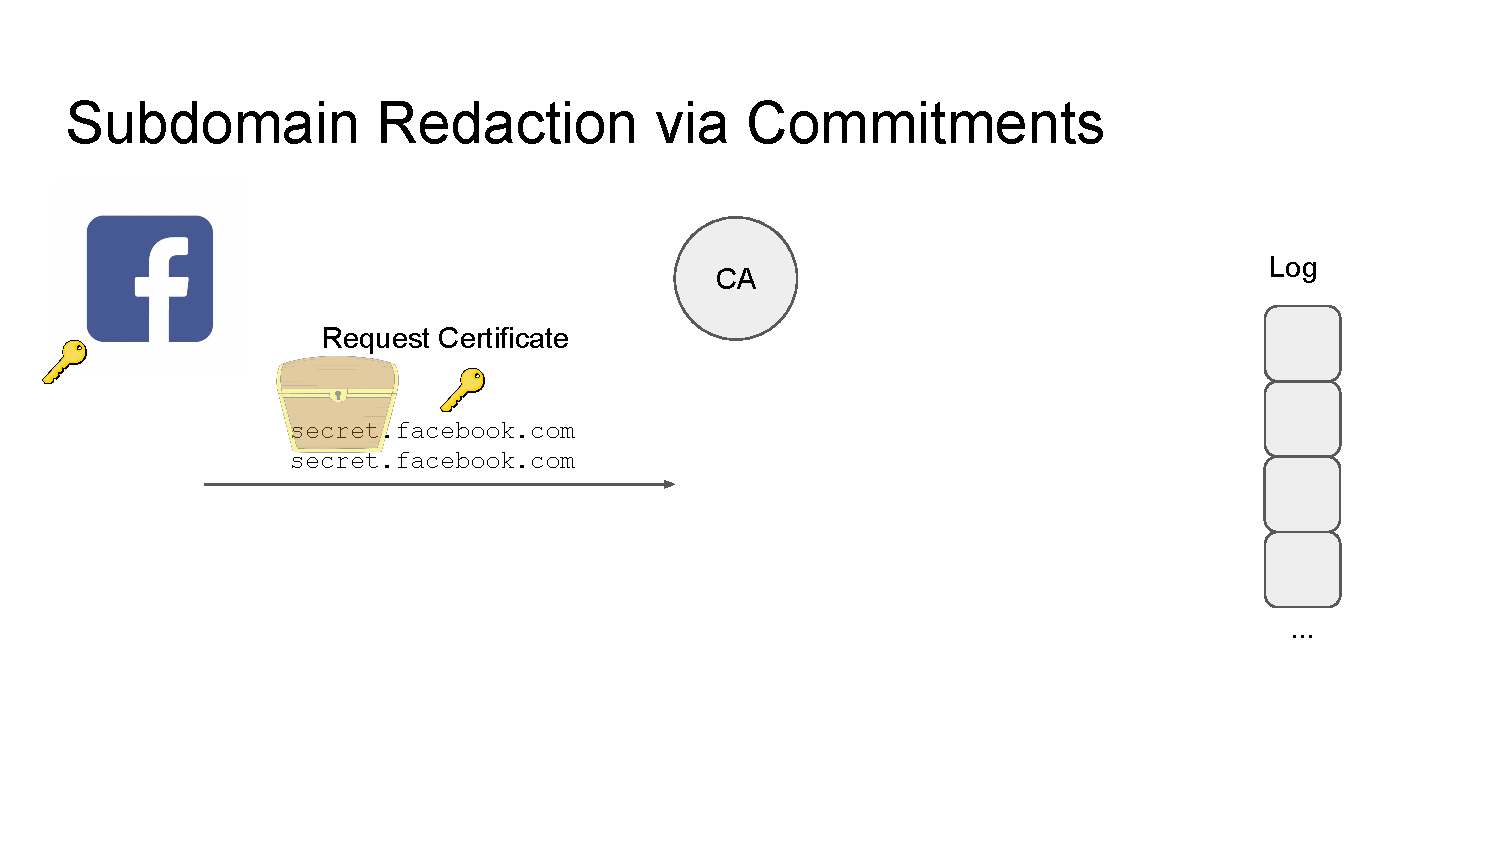 Subdomain Redaction via Commitments
CA
Log
Request Certificate
secret.facebook.com
secret.facebook.com
...